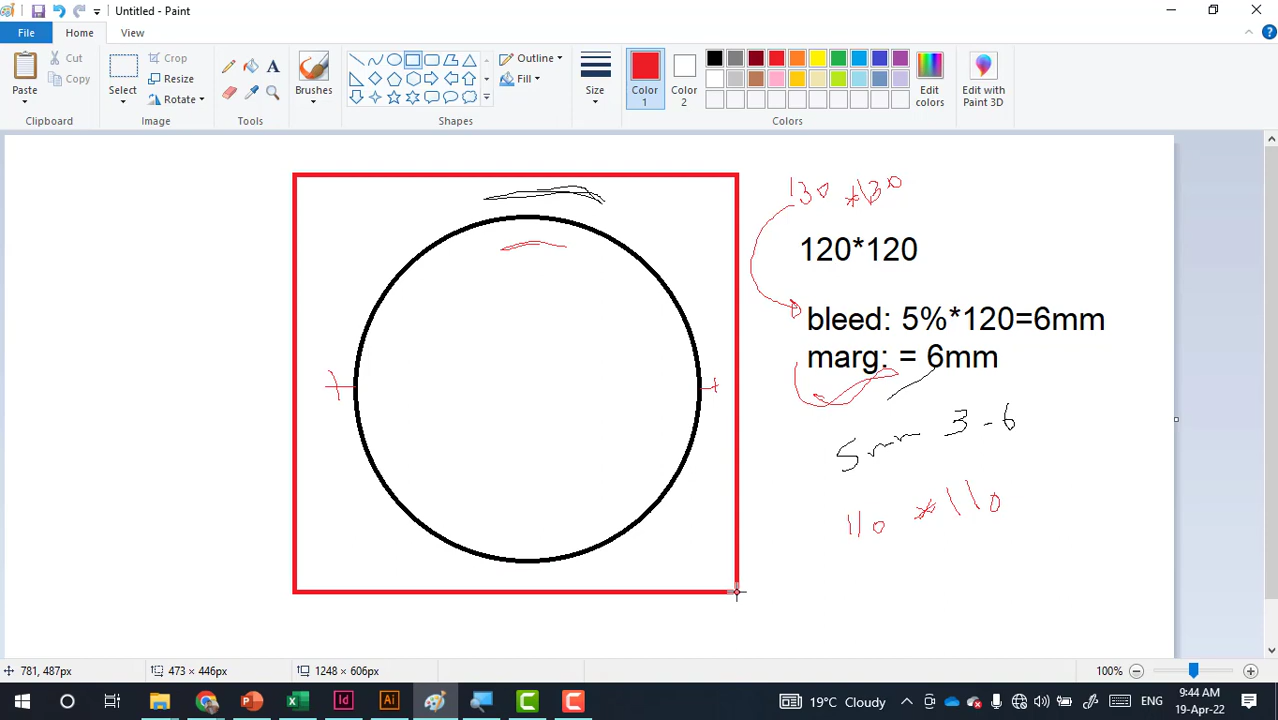 Untitled - Paint
File
Home
View
Paste
Cut
Copy
Clipboard
Select
Crop
Resize
Rotate
Image
A
Tools
Brushes
Shapes
Outline
Fill
Size
Color 1
Color 2
Edit colors
Colors
Edit with Paint 3D
130 * 130
120*120
bleed: 5%*120=6mm
marg: = 6mm
5mm 3-6
110 * 110
781, 487px
473 × 446px
1248 × 606px
100%
19°C Cloudy
ENG
9:44 AM
19-Apr-22